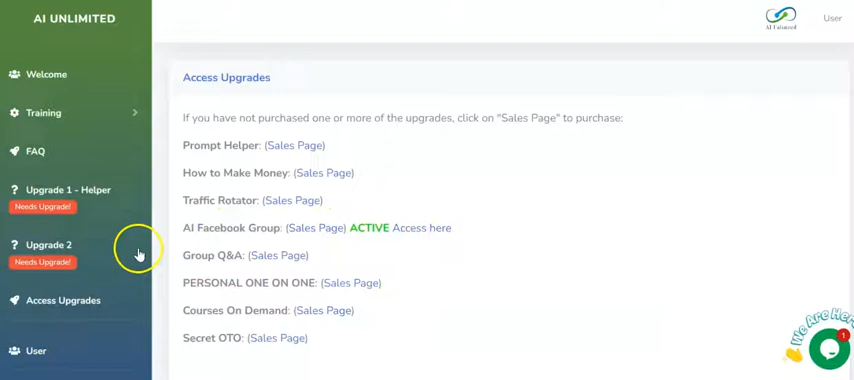 AI UNLIMITED
User
Welcome
Training
FAQ
? Upgrade 1 - Helper
Needs Upgrade!
? Upgrade 2
Needs Upgrade!
Access Upgrades
User
Access Upgrades
If you have not purchased one or more of the upgrades, click on "Sales Page" to purchase:
Prompt Helper: (Sales Page)
How to Make Money: (Sales Page)
Traffic Rotator: (Sales Page)
AI Facebook Group: (Sales Page) ACTIVE Access here
Group Q&A: (Sales Page)
PERSONAL ONE ON ONE: (Sales Page)
Courses On Demand: (Sales Page)
Secret OTO: (Sales Page)
We Are Here
1